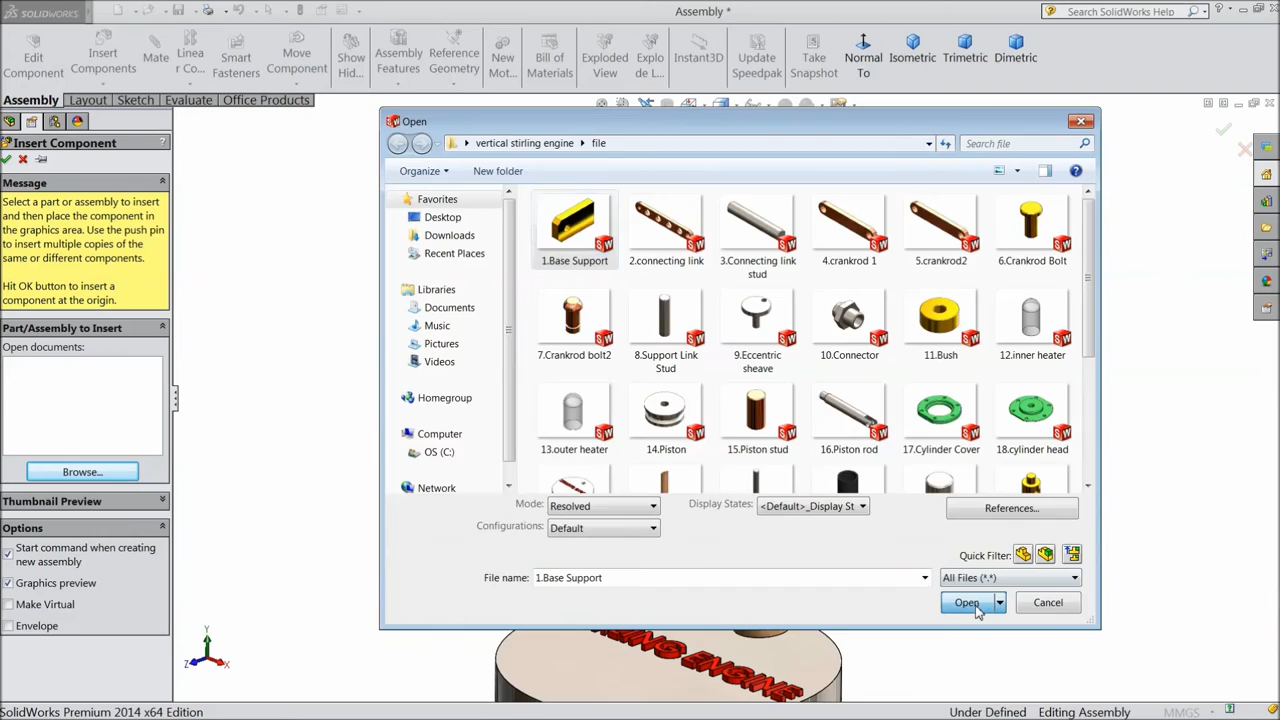 SOLIDWORKS
Assembly *
Search SolidWorks Help
Edit
Component
Insert
Components
Mate
Linea
r Co...
Smart
Fasteners
Move
Component
Show
Hid...
Assembly
Features
Reference
Geometry
New
Mot...
Bill of
Materials
Exploded
View
Explo
de L...
Instant3D
Update
Speedpak
Take
Snapshot
Normal
To
Isometric
Trimetric
Dimetric
Assembly Layout Sketch Evaluate Office Products
Insert Component ?
Message
Select a part or assembly to insert
and then place the component in
the graphics area. Use the push pin
to insert multiple copies of the
same or different components.
Hit OK button to insert a
component at the origin.
Part/Assembly to Insert
Open documents:
Browse...
Thumbnail Preview
Options
Start command when creating
new assembly
Graphics preview
Make Virtual
Envelope
Open
vertical stirling engine file
Search file
Organize New folder
Favorites
Desktop
Downloads
Recent Places
Libraries
Documents
Music
Pictures
Videos
Homegroup
Computer
OS (C:)
Network
1.Base Support
2.connecting link
3.Connecting link
stud
4.crankrod 1
5.crankrod2
6.Crankrod Bolt
7.Crankrod bolt2
8.Support Link
Stud
9.Eccentric
sheave
10.Connector
11.Bush
12.inner heater
13.outer heater
14.Piston
15.Piston stud
16.Piston rod
17.Cylinder Cover
18.cylinder head
Mode: Resolved
Display States: <Default>_Display St
References...
Configurations: Default
Quick Filter:
File name: 1.Base Support
All Files (*.*)
Open Cancel
ENGINE
Y
Z X
SolidWorks Premium 2014 x64 Edition
Under Defined Editing Assembly MMGS